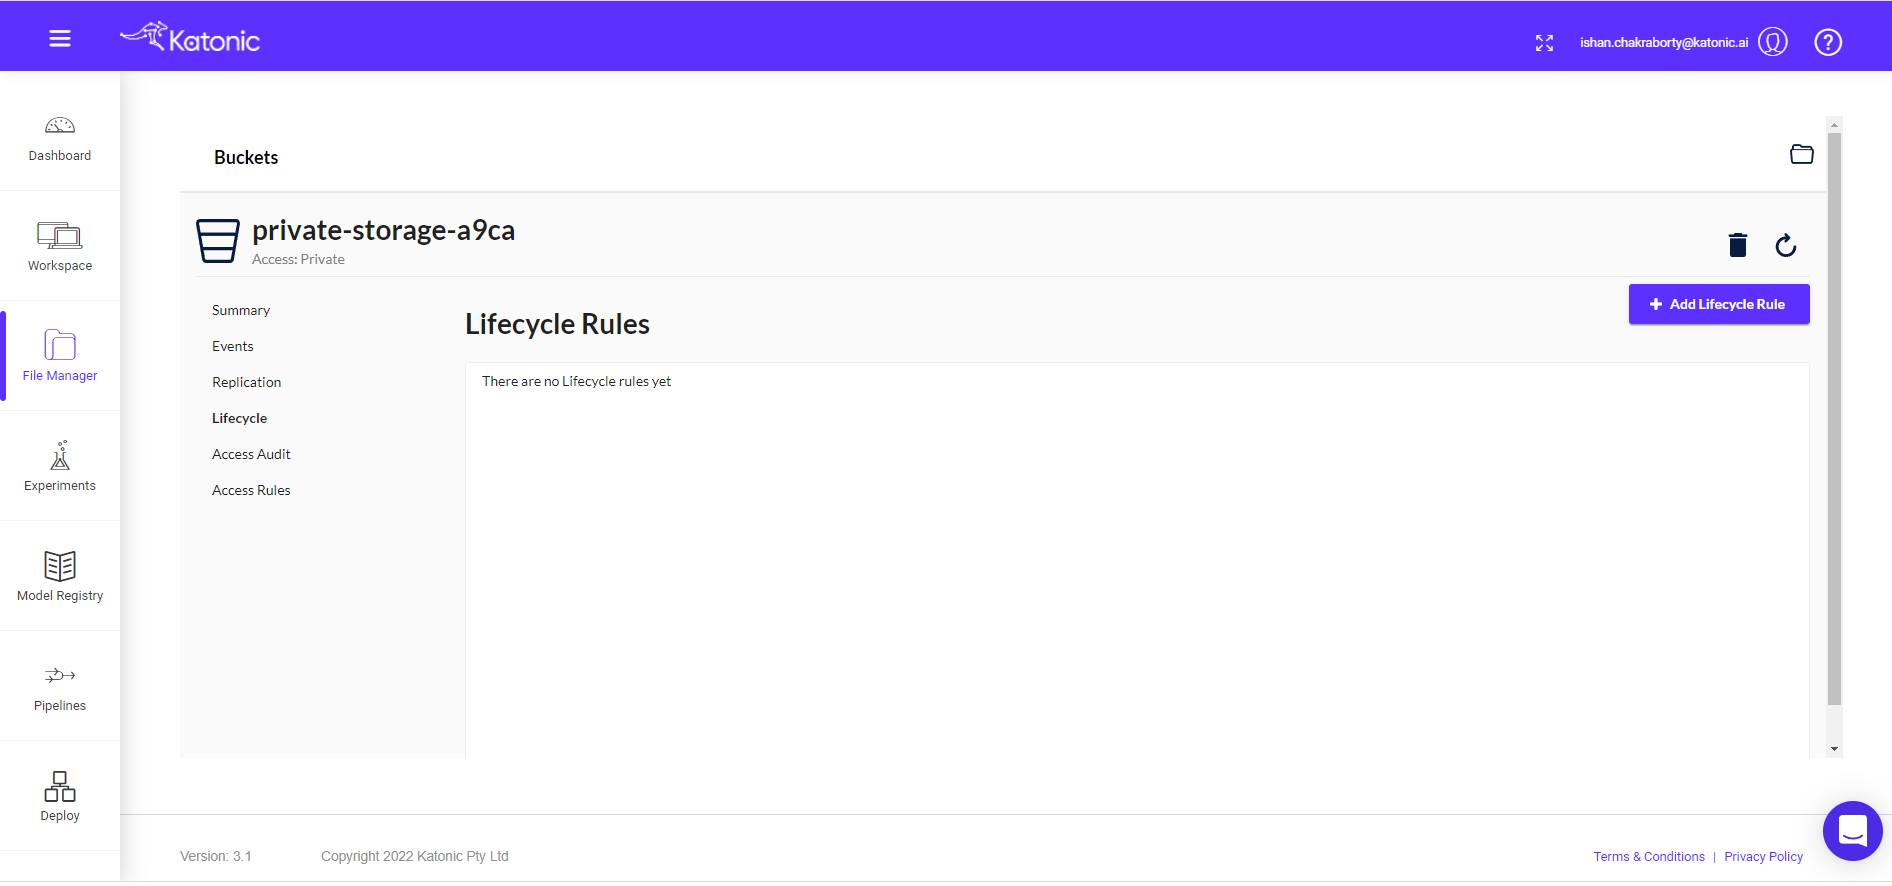 Katonic
ishan.chakraborty@katonic.ai
?
Dashboard
Workspace
File Manager
Experiments
Model Registry
Pipelines
Deploy
Buckets
private-storage-a9ca
Access: Private
Summary
Events
Replication
Lifecycle
Access Audit
Access Rules
Lifecycle Rules
+ Add Lifecycle Rule
There are no Lifecycle rules yet
Version: 3.1 Copyright 2022 Katonic Pty Ltd
Terms & Conditions | Privacy Policy